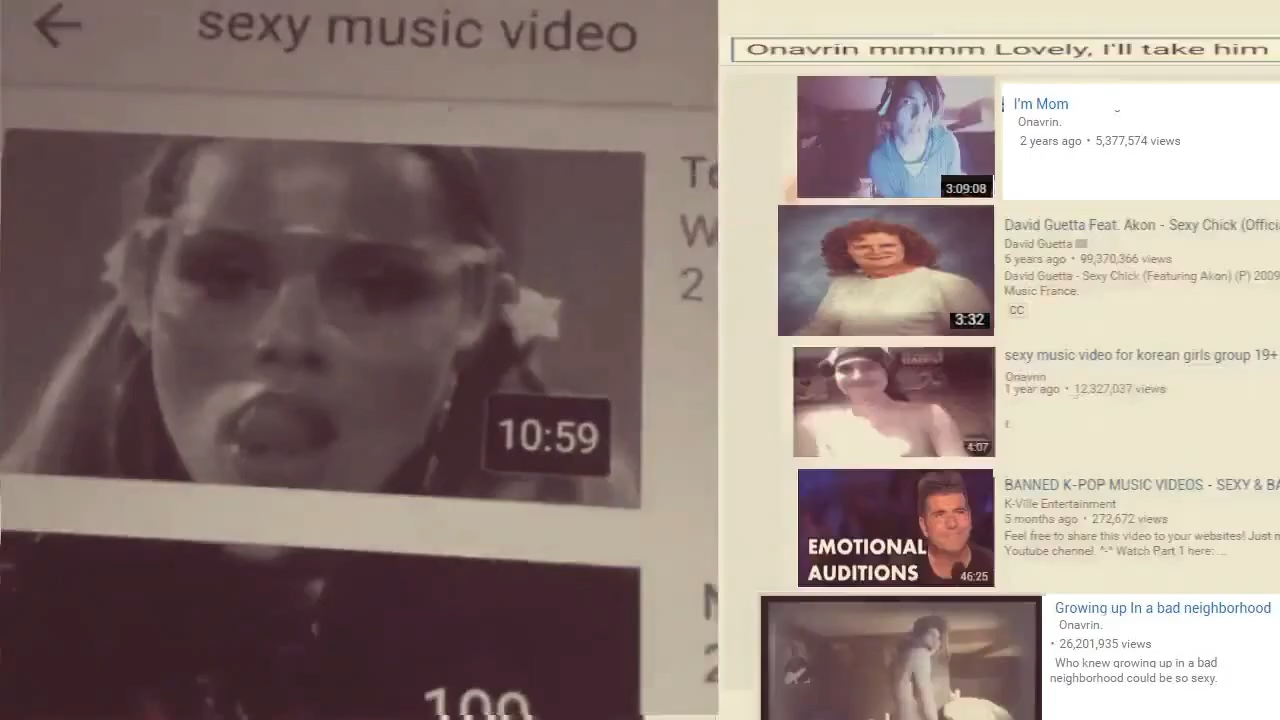 sexy music video
10:59
2
100
Onavrin mmmm Lovely, I'll take him
I'm Mom
Onavrin.
2 years ago • 5,377,574 views
3:09:08
David Guetta Feat. Akon - Sexy Chick (Offici
David Guetta
5 years ago • 99,370,366 views
David Guetta - Sexy Chick (Featuring Akon) (P) 2009
Music France.
CC
3:32
sexy music video for korean girls group 19+
Onavrin
1 year ago • 12,327,037 views
4:07
BANNED K-POP MUSIC VIDEOS - SEXY & BA
K-Ville Entertainment
5 months ago • 272,672 views
Feel free to share this video to your websites! Just m
Youtube channel. ^-^ Watch Part 1 here: ...
EMOTIONAL
AUDITIONS
46:25
Growing up In a bad neighborhood
Onavrin.
• 26,201,935 views
Who knew growing up in a bad
neighborhood could be so sexy.